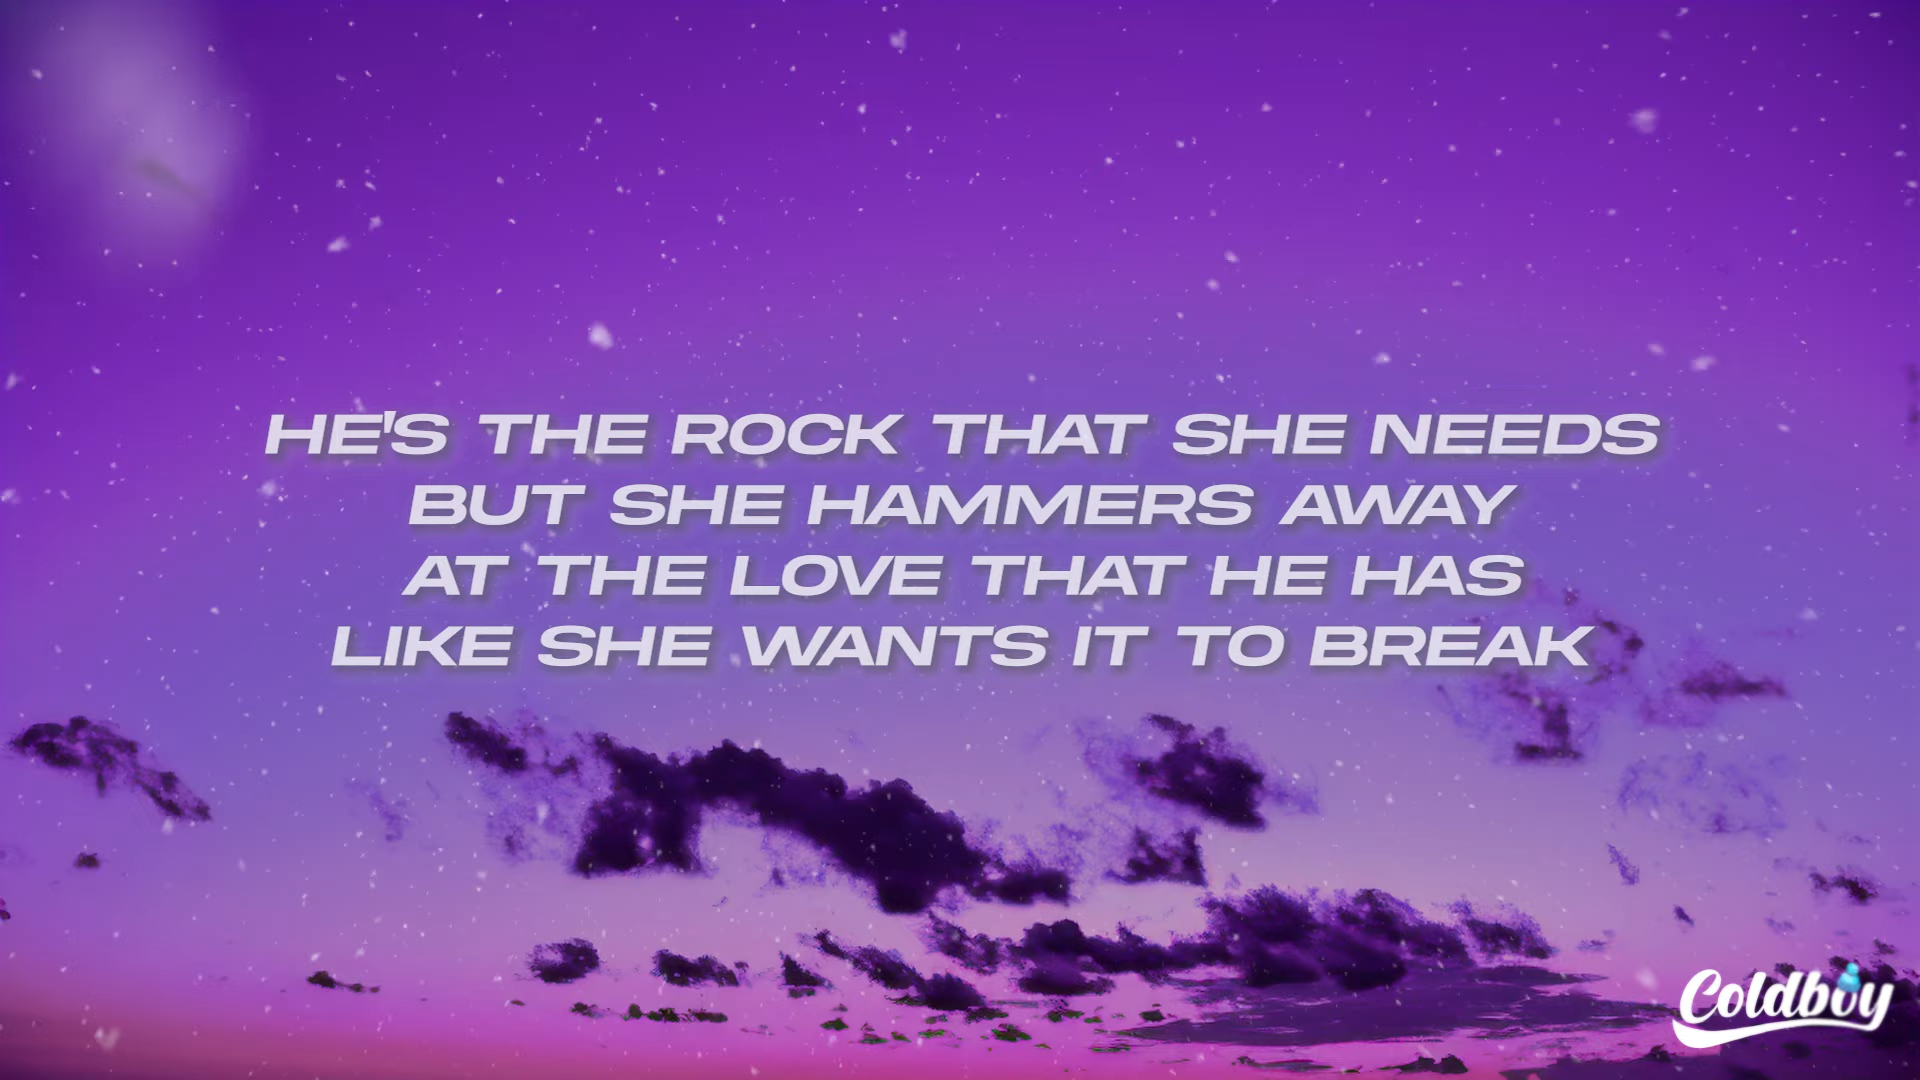 HE'S THE ROCK THAT SHE NEEDS
BUT SHE HAMMERS AWAY
AT THE LOVE THAT HE HAS
LIKE SHE WANTS IT TO BREAK
Coldboy